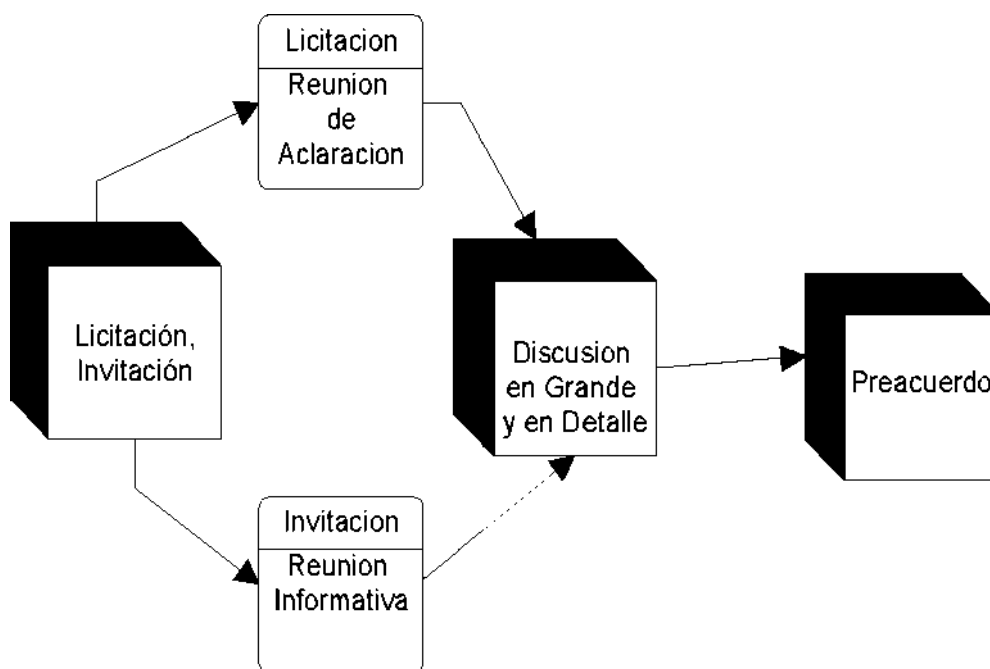 Licitacion
Reunion
de
Aclaracion
Licitación,
Invitación
Discusion
en Grande
y en Detalle
Preacuerdo
Invitacion
Reunion
Informativa